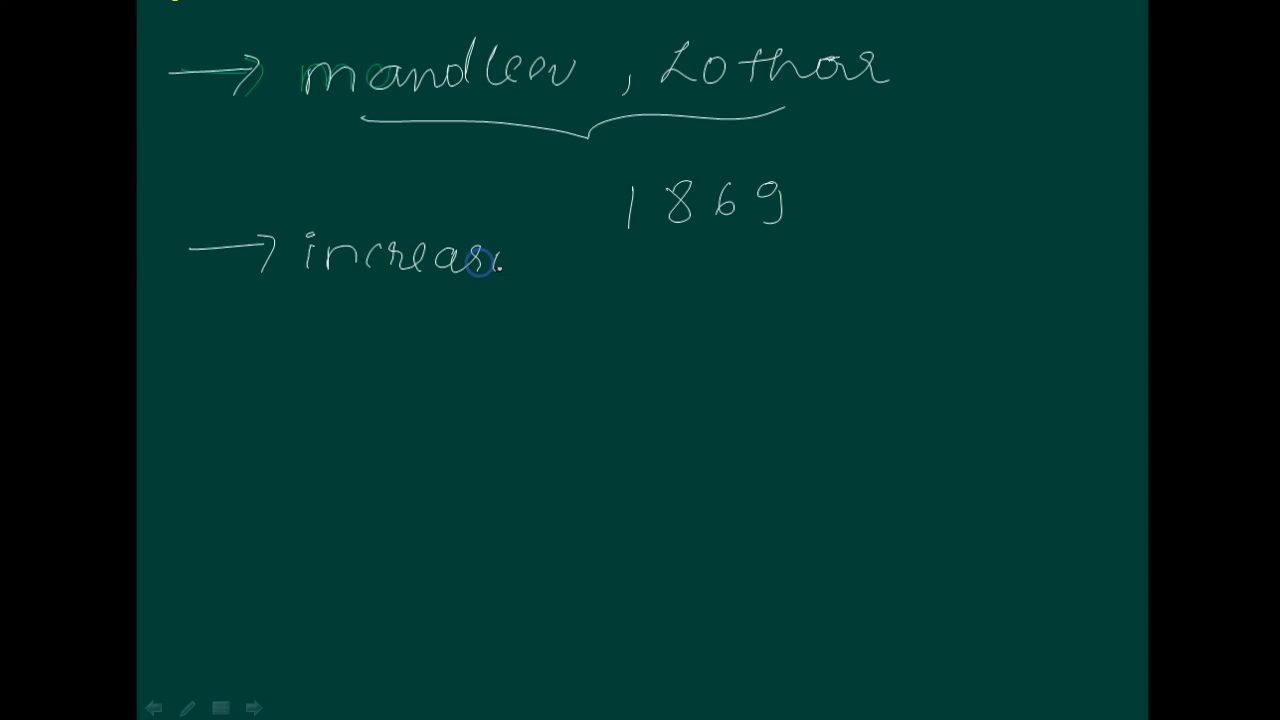 → mandleev , Lothar
1869
→ increas